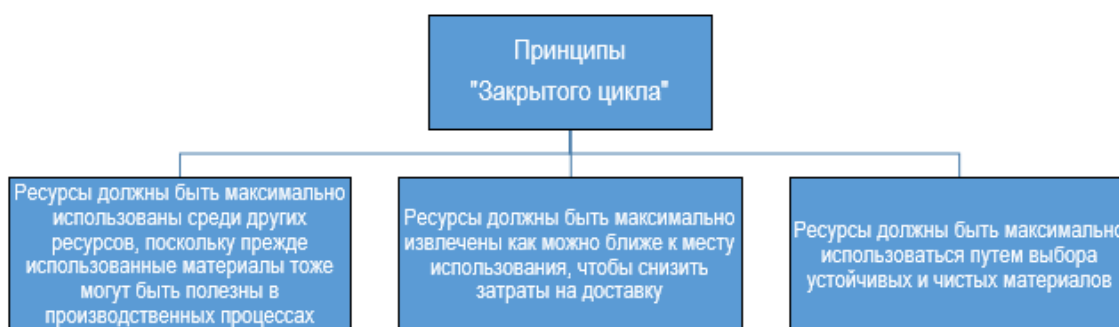 Принципы
"Закрытого цикла"
Ресурсы должны быть максимально
использованы среди других
ресурсов, поскольку прежде
использованные материалы тоже
могут быть полезны в
производственных процессах
Ресурсы должны быть максимально
извлечены как можно ближе к месту
использования, чтобы снизить
затраты на доставку
Ресурсы должны быть максимально
использоваться путем выбора
устойчивых и чистых материалов